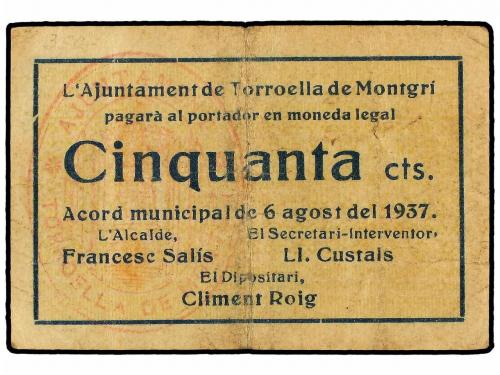 L'Ajuntament de Torroella de Montgrí
pagarà al portador en moneda legal
Cinquanta cts.
Acord municipal de 6 agost del 1937.
L'Alcalde, El Secretari-Interventor,
Francesc Salís Ll. Custals
El Dipositari,
Climent Roig